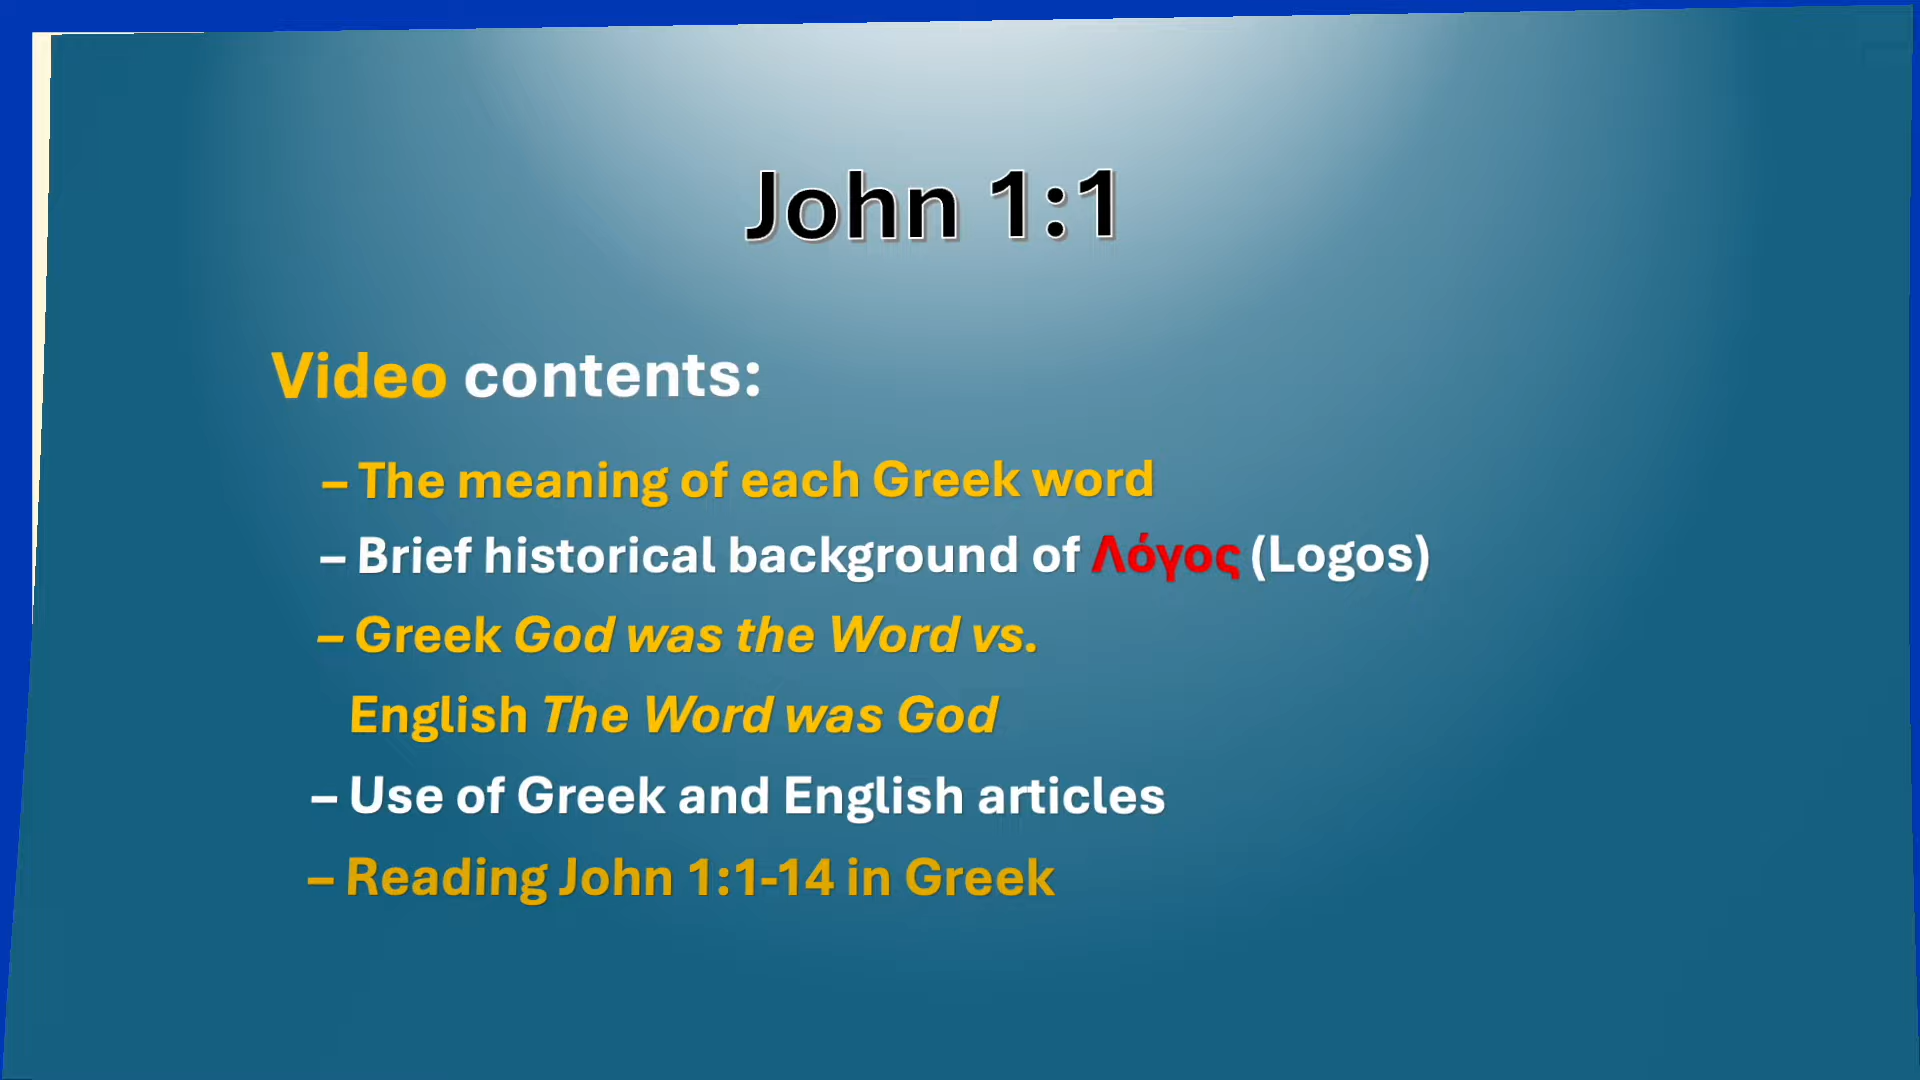 John 1:1
Video contents:
– The meaning of each Greek word
– Brief historical background of Λόγος (Logos)
– Greek God was the Word vs.
English The Word was God
– Use of Greek and English articles
– Reading John 1:1-14 in Greek